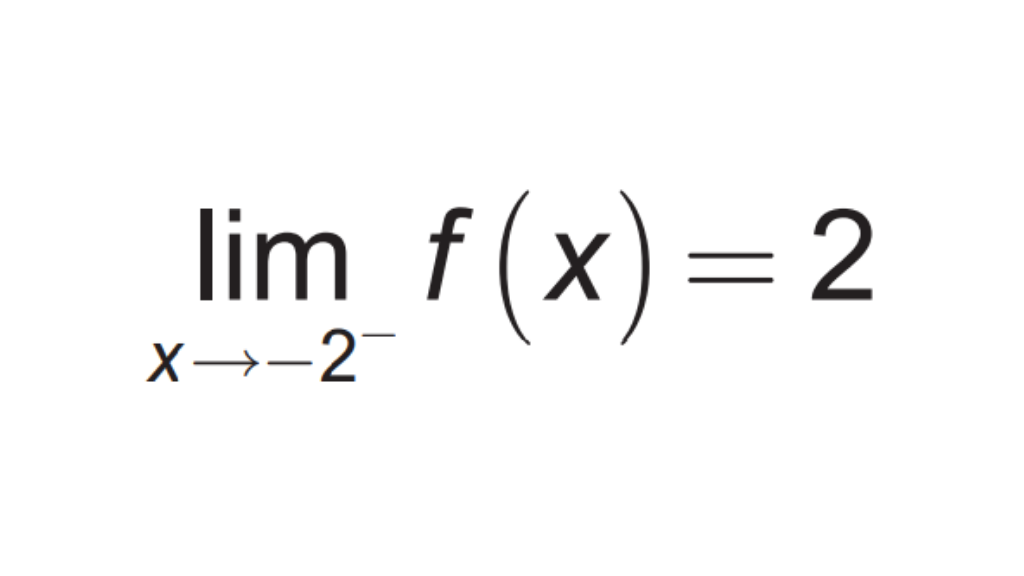 lim f(x) = 2
x→−2⁻